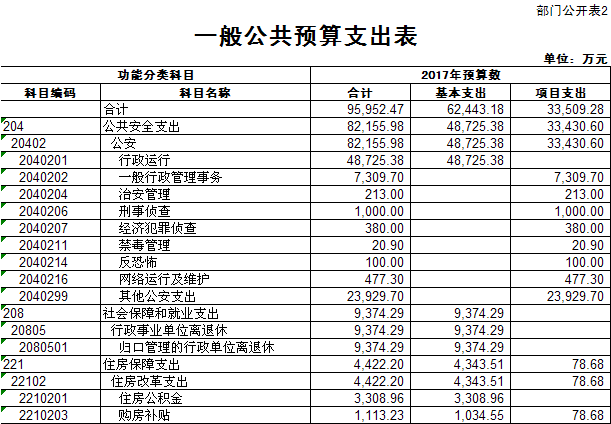 部门公开表2
一般公共预算支出表
单位：万元
功能分类科目 2017年预算数
科目编码 科目名称 合计 基本支出 项目支出
合计 95,952.47 62,443.18 33,509.28
204 公共安全支出 82,155.98 48,725.38 33,430.60
20402 公安 82,155.98 48,725.38 33,430.60
2040201 行政运行 48,725.38 48,725.38
2040202 一般行政管理事务 7,309.70 7,309.70
2040204 治安管理 213.00 213.00
2040206 刑事侦查 1,000.00 1,000.00
2040207 经济犯罪侦查 380.00 380.00
2040211 禁毒管理 20.90 20.90
2040214 反恐怖 100.00 100.00
2040216 网络运行及维护 477.30 477.30
2040299 其他公安支出 23,929.70 23,929.70
208 社会保障和就业支出 9,374.29 9,374.29
20805 行政事业单位离退休 9,374.29 9,374.29
2080501 归口管理的行政单位离退休 9,374.29 9,374.29
221 住房保障支出 4,422.20 4,343.51 78.68
22102 住房改革支出 4,422.20 4,343.51 78.68
2210201 住房公积金 3,308.96 3,308.96
2210203 购房补贴 1,113.23 1,034.55 78.68